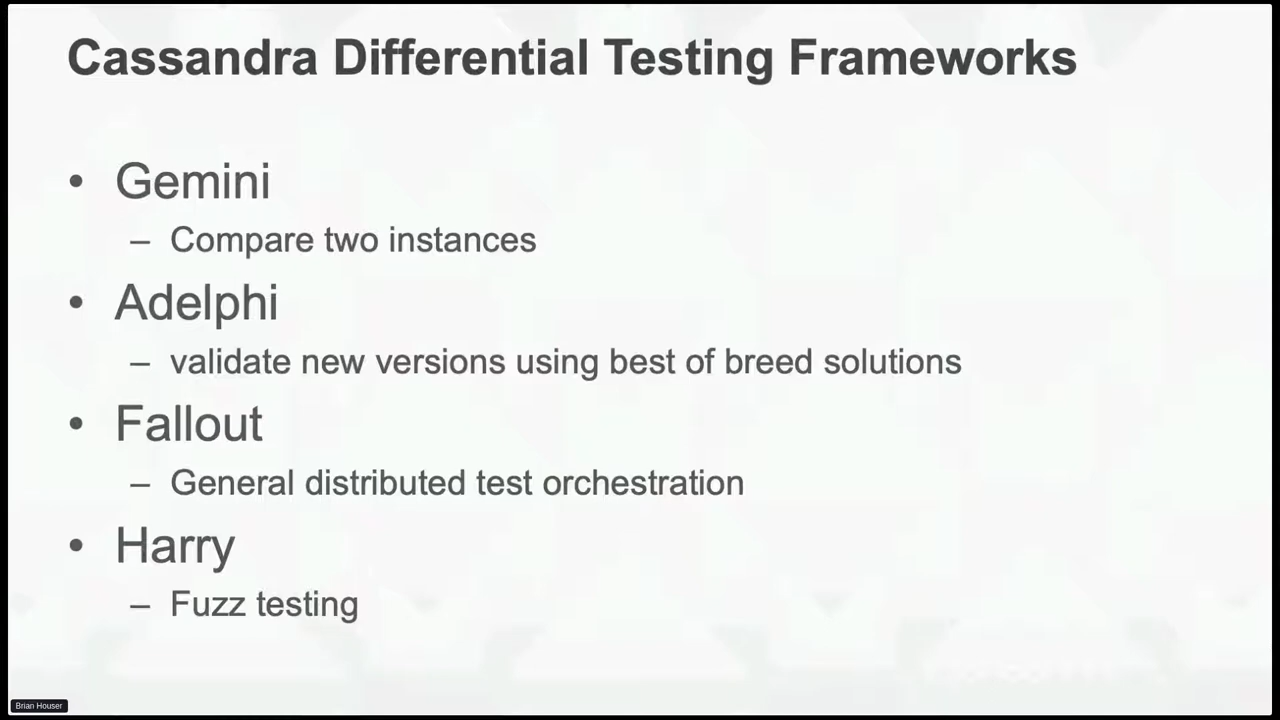 Cassandra Differential Testing Frameworks
• Gemini
– Compare two instances
• Adelphi
– validate new versions using best of breed solutions
• Fallout
– General distributed test orchestration
• Harry
– Fuzz testing
Brian Houser